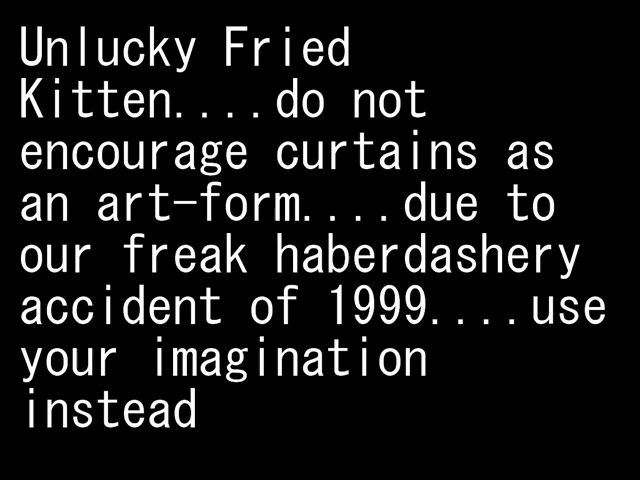 Unlucky Fried
Kitten....do not
encourage curtains as
an art-form....due to
our freak haberdashery
accident of 1999....use
your imagination
instead